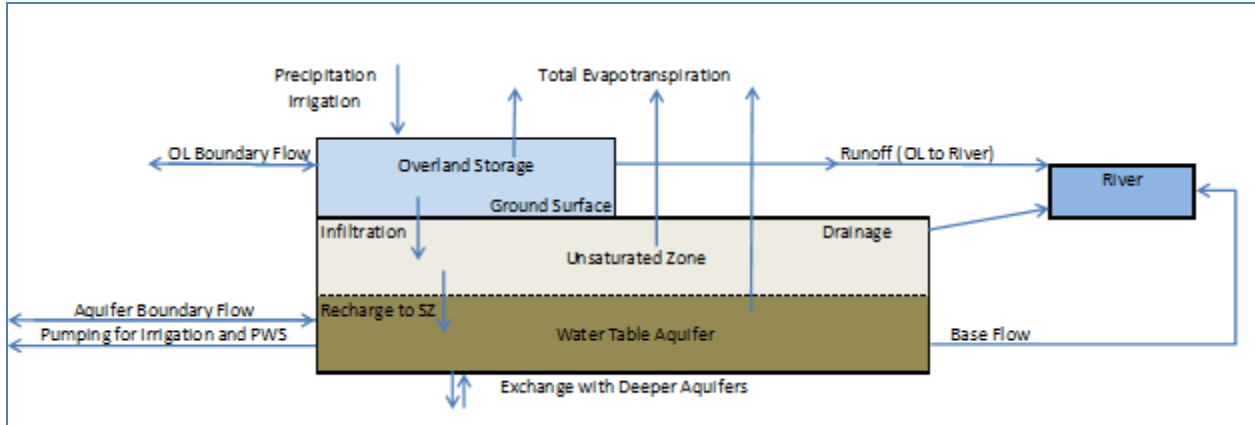 Precipitation
Irrigation
Total Evapotranspiration
OL Boundary Flow
Overland Storage
Runoff (OL to River)
River
Ground Surface
Infiltration
Drainage
Unsaturated Zone
Aquifer Boundary Flow
Recharge to SZ
Pumping for Irrigation and PWS
Water Table Aquifer
Base Flow
Exchange with Deeper Aquifers